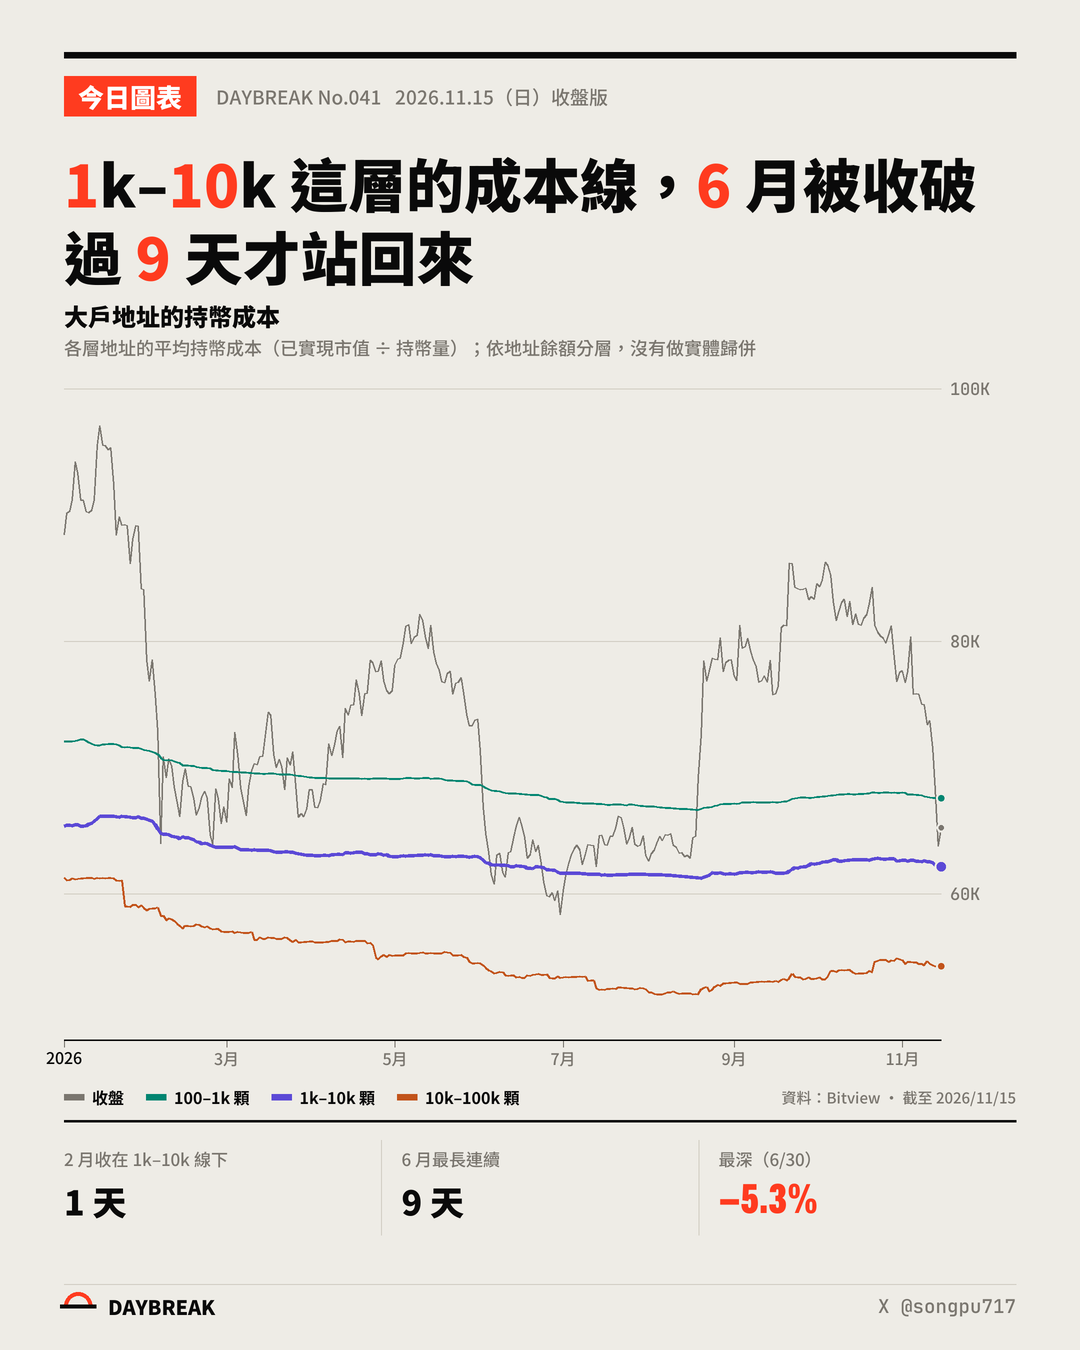 今日圖表
DAYBREAK No.041 2026.11.15（日）收盤版
1k–10k 這層的成本線，6 月被收破
過 9 天才站回來
大戶地址的持幣成本
各層地址的平均持幣成本（已實現市值 ÷ 持幣量）；依地址餘額分層，沒有做實體歸併
100K
80K
60K
2026 3月 5月 7月 9月 11月
收盤 100–1k 顆 1k–10k 顆 10k–100k 顆 資料：Bitview · 截至 2026/11/15
2 月收在 1k–10k 線下
1 天
6 月最長連續
9 天
最深（6/30）
–5.3%
DAYBREAK X @songpu717